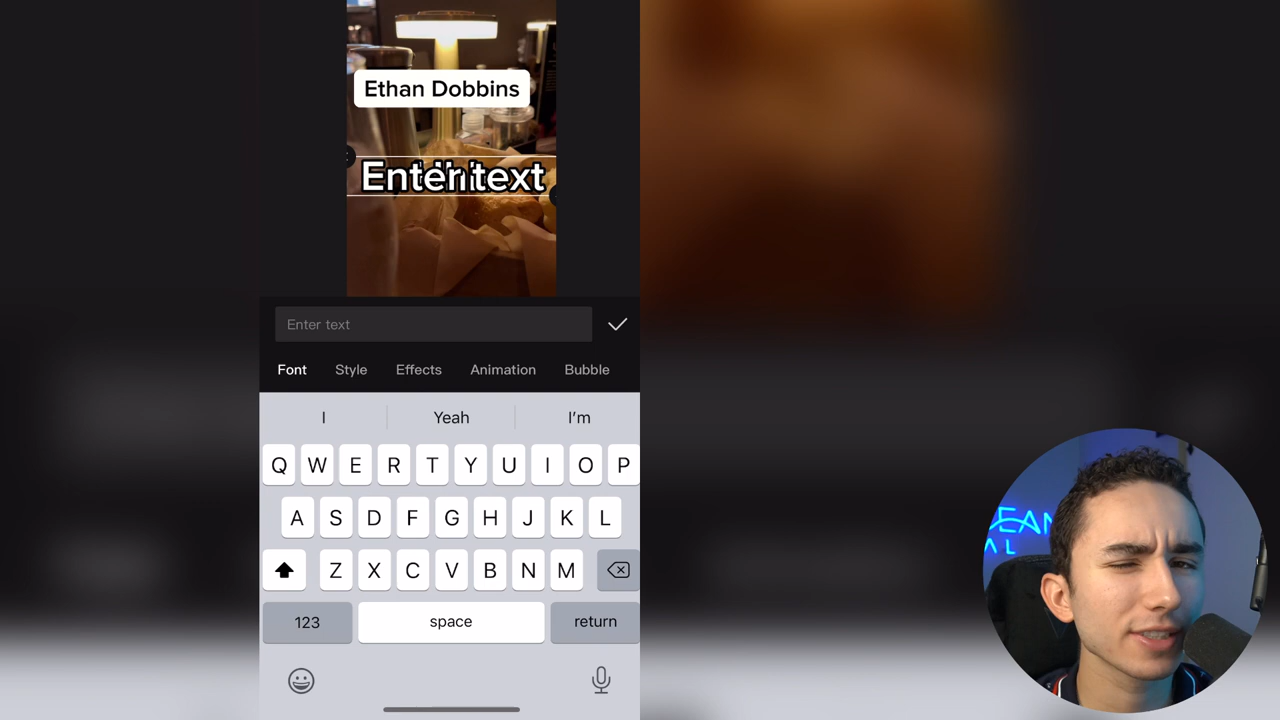 Ethan Dobbins
Enter text
Enter text
Font Style Effects Animation Bubble
I Yeah I'm
Q W E R T Y U I O P
A S D F G H J K L
Z X C V B N M
123 space return